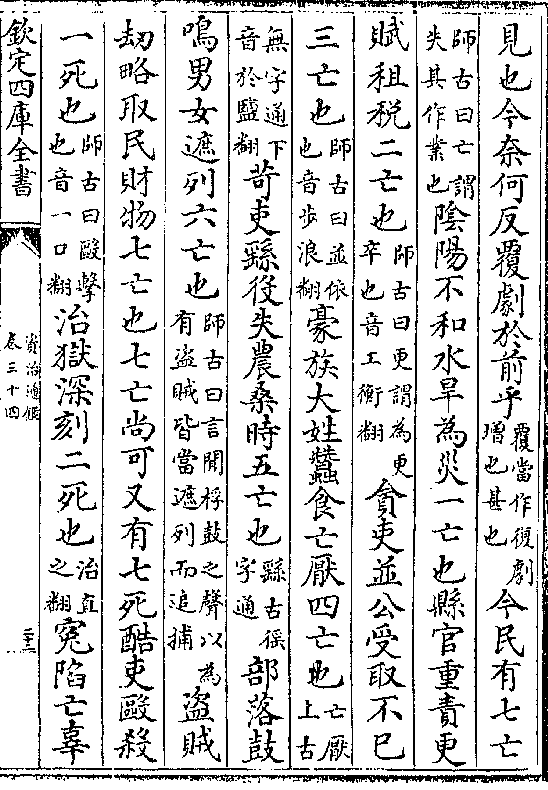 見也今奈何反覆劇於前乎覆當作復劇增也甚也今民有七亡
師古曰亡謂失其作業也陰陽不和水旱為災一亡也縣官重責更
賦租稅二亡也師古曰更謂為更卒也音工衡翻貪吏並公受取不已
三亡也師古曰並依也音步浪翻豪族大姓蠶食亡厭四亡也亡厭上古
無字通下音於鹽翻苛吏繇役失農桑時五亡也繇古徭字通部落鼓
鳴男女遮列六亡也師古曰言聞桴鼓之聲以為有盜賊皆當遮列而追捕盜賊
劫略取民財物七亡也七亡尚可又有七死酷吏毆殺
一死也師古曰毆擊也音一口翻治獄深刻二死也治直之翻冤陷亡辜
欽定四庫全書
資治通鑑
卷三十四
二十三